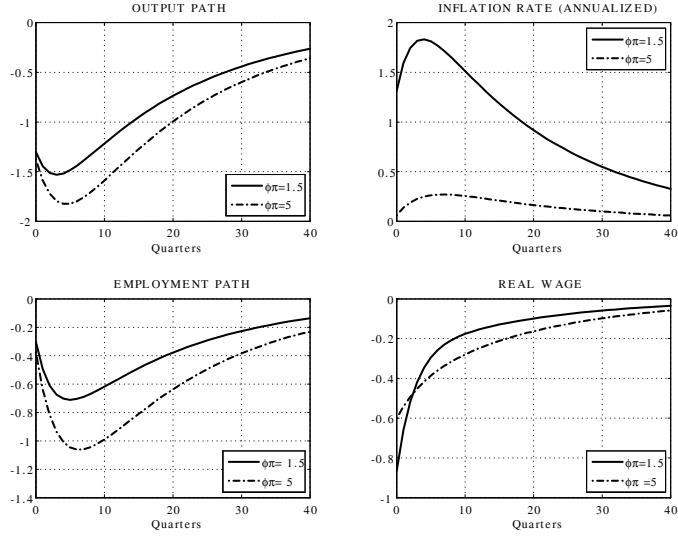 OUTPUT PATH
0
-0.5
-1
-1.5
-2
0 10 20 30 40
Quarters
ϕπ=1.5
ϕπ=5
INFLATION RATE (ANNUALIZED)
2
1.5
1
0.5
0
0 10 20 30 40
Quarters
ϕπ=1.5
ϕπ=5
EMPLOYMENT PATH
0
-0.2
-0.4
-0.6
-0.8
-1
-1.2
-1.4
0 10 20 30 40
Quarters
ϕπ= 1.5
ϕπ= 5
REAL WAGE
0
-0.2
-0.4
-0.6
-0.8
-1
0 10 20 30 40
Quarters
ϕπ=1.5
ϕπ =5